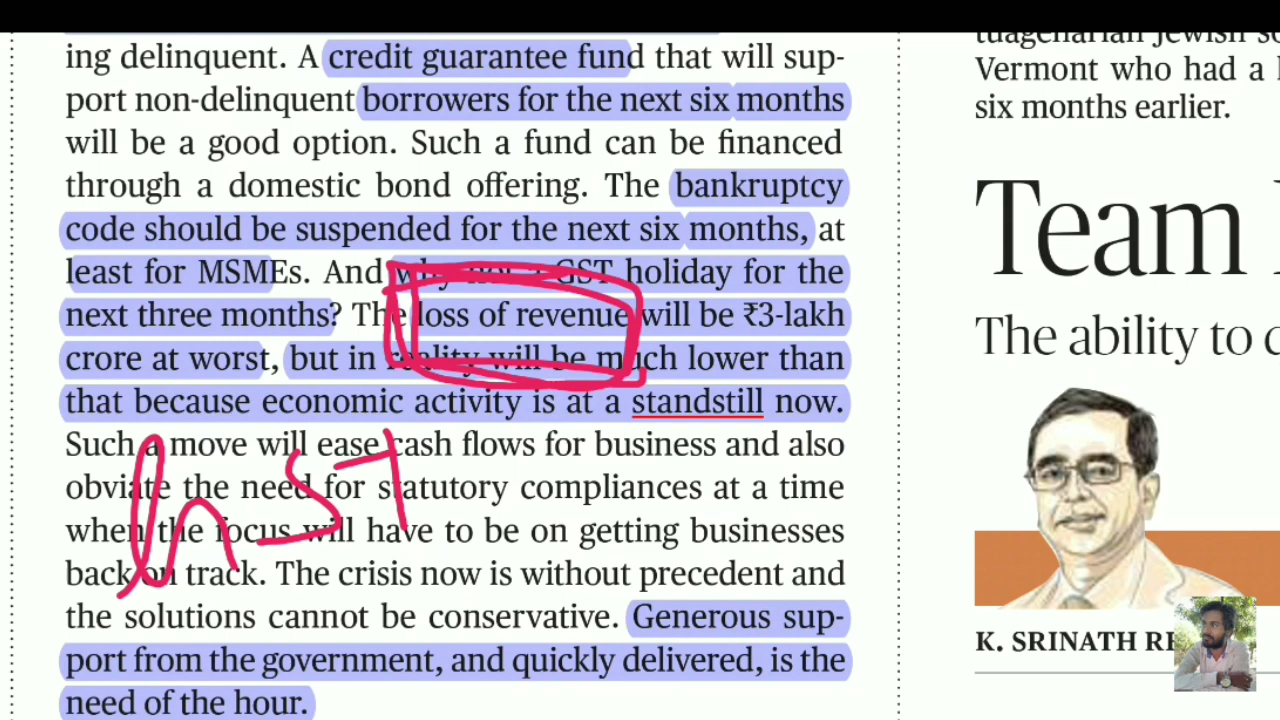 ing delinquent. A credit guarantee fund that will sup-
port non-delinquent borrowers for the next six months
will be a good option. Such a fund can be financed
through a domestic bond offering. The bankruptcy
code should be suspended for the next six months, at
least for MSMEs. And why not a GST holiday for the
next three months? The loss of revenue will be ₹3-lakh
crore at worst, but in reality will be much lower than
that because economic activity is at a standstill now.
Such a move will ease cash flows for business and also
obviate the need for statutory compliances at a time
when the focus will have to be on getting businesses
back on track. The crisis now is without precedent and
the solutions cannot be conservative. Generous sup-
port from the government, and quickly delivered, is the
need of the hour.
Jewish
Vermont who had a
six months earlier.
Team
The ability to
K. SRINATH